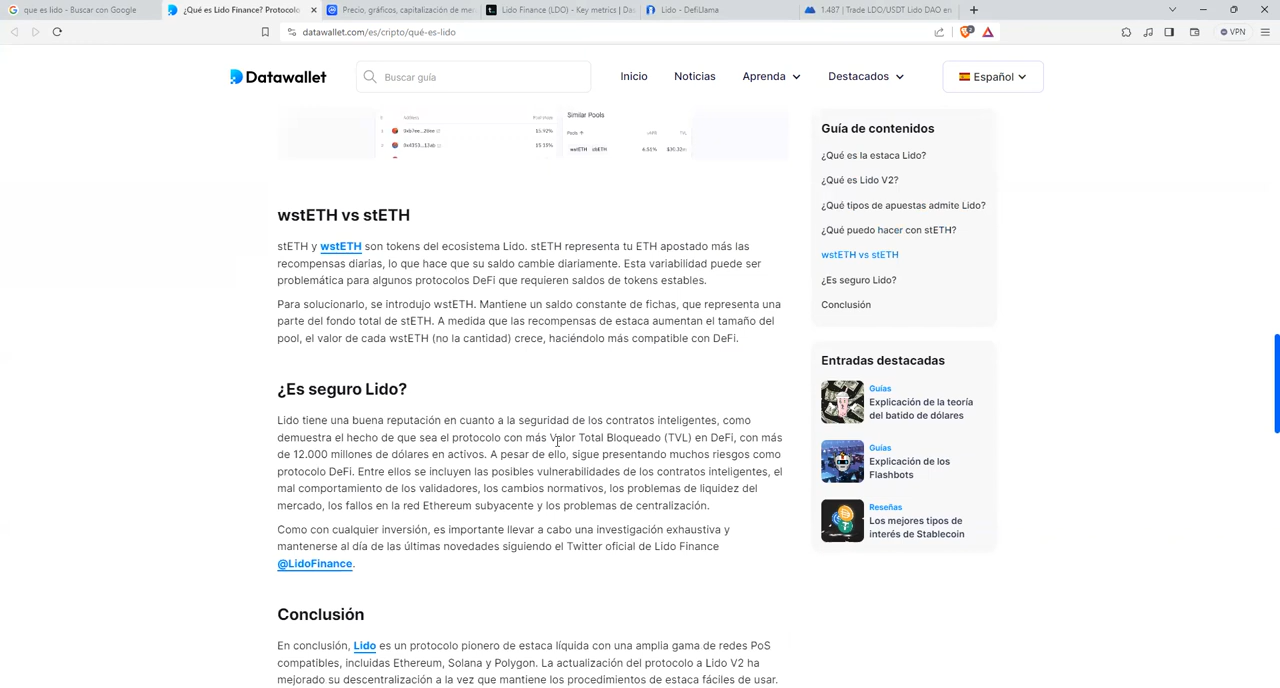 que es lido - Buscar con Google
¿Qué es Lido Finance? Protocolo
Precio, gráficos, capitalización de me
Lido Finance (LDO) - Key metrics | Da
Lido - DefiLlama
1.487 | Trade LDO/USDT Lido DAO en
datawallet.com/es/cripto/qué-es-lido
VPN
Datawallet
Buscar guía
Inicio
Noticias
Aprenda
Destacados
Español
Address
Pool share
15.92%
15.13%
Similar Pools
Pools
vAPR
TVL
wstETH
Guía de contenidos
¿Qué es la estaca Lido?
¿Qué es Lido V2?
¿Qué tipos de apuestas admite Lido?
¿Qué puedo hacer con stETH?
wstETH vs stETH
¿Es seguro Lido?
Conclusión
wstETH vs stETH
stETH y wstETH son tokens del ecosistema Lido. stETH representa tu ETH apostado más las
recompensas diarias, lo que hace que su saldo cambie diariamente. Esta variabilidad puede ser
problemática para algunos protocolos DeFi que requieren saldos de tokens estables.
Para solucionarlo, se introdujo wstETH. Mantiene un saldo constante de fichas, que representa una
parte del fondo total de stETH. A medida que las recompensas de estaca aumentan el tamaño del
pool, el valor de cada wstETH (no la cantidad) crece, haciéndolo más compatible con DeFi.
¿Es seguro Lido?
Lido tiene una buena reputación en cuanto a la seguridad de los contratos inteligentes, como
demuestra el hecho de que sea el protocolo con más Valor Total Bloqueado (TVL) en DeFi, con más
de 12.000 millones de dólares en activos. A pesar de ello, sigue presentando muchos riesgos como
protocolo DeFi. Entre ellos se incluyen las posibles vulnerabilidades de los contratos inteligentes, el
mal comportamiento de los validadores, los cambios normativos, los problemas de liquidez del
mercado, los fallos en la red Ethereum subyacente y los problemas de centralización.
Como con cualquier inversión, es importante llevar a cabo una investigación exhaustiva y
mantenerse al día de las últimas novedades siguiendo el Twitter oficial de Lido Finance
@LidoFinance.
Conclusión
En conclusión, Lido es un protocolo pionero de estaca líquida con una amplia gama de redes PoS
compatibles, incluidas Ethereum, Solana y Polygon. La actualización del protocolo a Lido V2 ha
mejorado su descentralización a la vez que mantiene los procedimientos de estaca fáciles de usar.
Entradas destacadas
Guías
Explicación de la teoría
del batido de dólares
Guías
Explicación de los
Flashbots
Reseñas
Los mejores tipos de
interés de Stablecoin